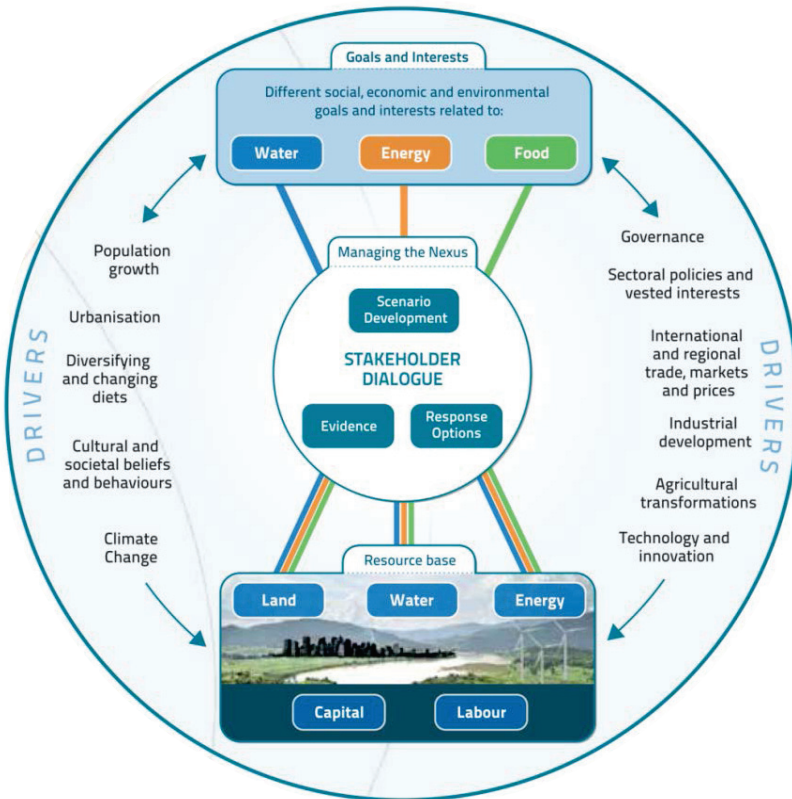 Goals and Interests
Different social, economic and environmental
goals and interests related to:
Water
Energy
Food
DRIVERS
Population
growth
Urbanisation
Diversifying
and changing
diets
Cultural and
societal beliefs
and behaviours
Climate
Change
Managing the Nexus
Scenario
Development
STAKEHOLDER
DIALOGUE
Evidence
Response
Options
Governance
Sectoral policies and
vested interests
International
and regional
trade, markets
and prices
Industrial
development
Agricultural
transformations
Technology and
innovation
DRIVERS
Resource base
Land
Water
Energy
Capital
Labour